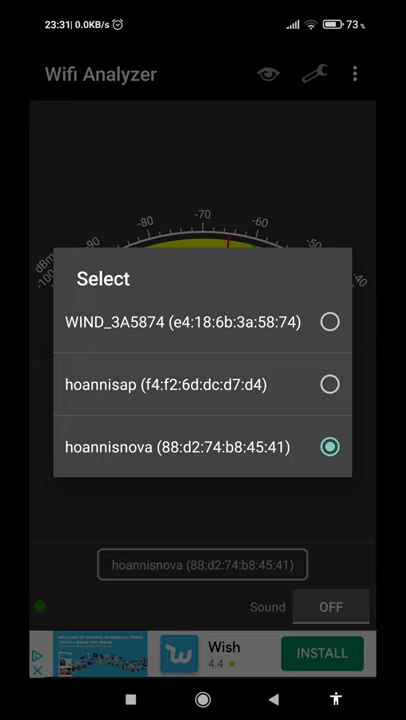 23:31| 0.0KB/s
73%
Wifi Analyzer
-80
-70
-60
-90
-50
dBm
-100
-40
Select
WIND_3A5874 (e4:18:6b:3a:58:74)
hoannisap (f4:f2:6d:dc:d7:d4)
hoannisnova (88:d2:74:b8:45:41)
hoannisnova (88:d2:74:b8:45:41)
Sound
OFF
Wish
4.4 ★
INSTALL